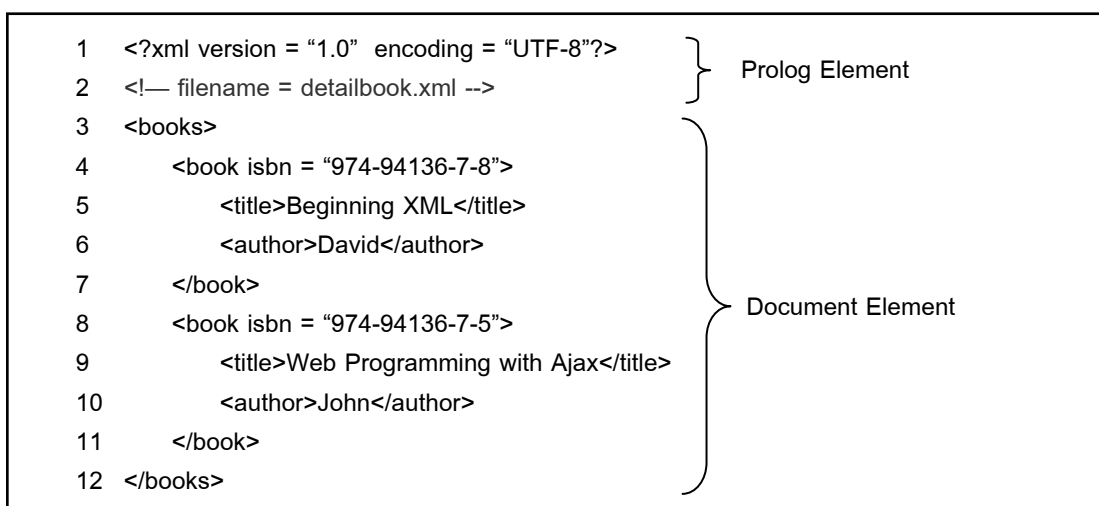 1 <?xml version = “1.0” encoding = “UTF-8”?>
Prolog Element
2 <!— filename = detailbook.xml -->
3 <books>
4 <book isbn = “974-94136-7-8”>
5 <title>Beginning XML</title>
6 <author>David</author>
7 </book>
Document Element
8 <book isbn = “974-94136-7-5”>
9 <title>Web Programming with Ajax</title>
10 <author>John</author>
11 </book>
12 </books>